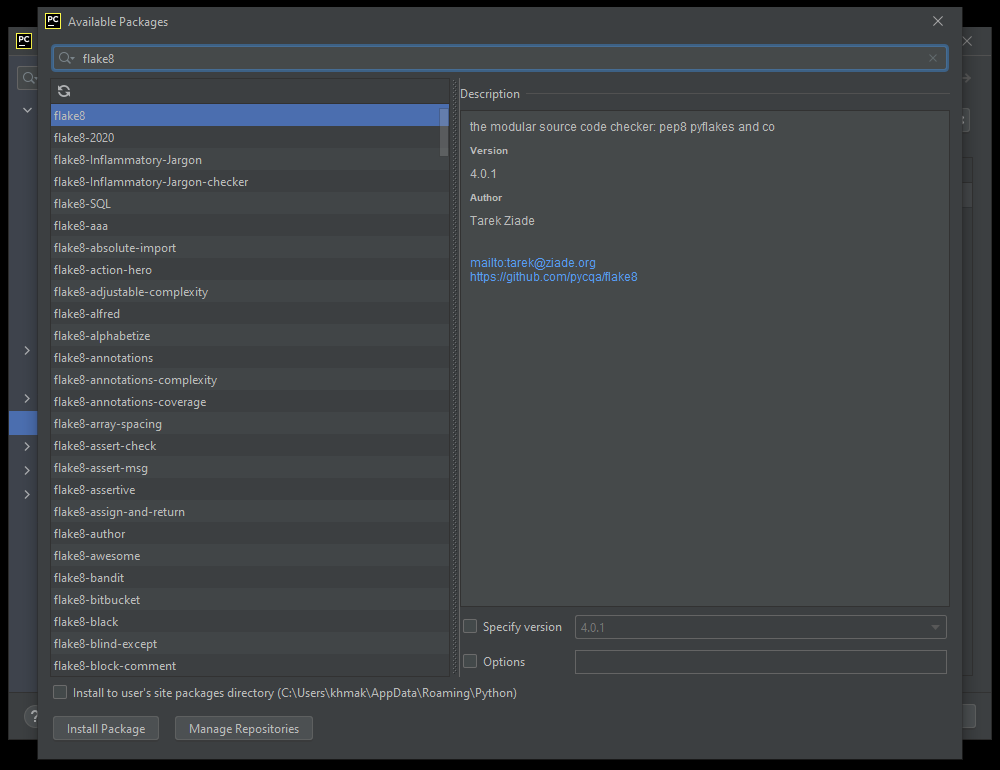 PC
PC Available Packages
flake8
flake8
flake8-2020
flake8-Inflammatory-Jargon
flake8-Inflammatory-Jargon-checker
flake8-SQL
flake8-aaa
flake8-absolute-import
flake8-action-hero
flake8-adjustable-complexity
flake8-alfred
flake8-alphabetize
flake8-annotations
flake8-annotations-complexity
flake8-annotations-coverage
flake8-array-spacing
flake8-assert-check
flake8-assert-msg
flake8-assertive
flake8-assign-and-return
flake8-author
flake8-awesome
flake8-bandit
flake8-bitbucket
flake8-black
flake8-blind-except
flake8-block-comment
Description
the modular source code checker: pep8 pyflakes and co
Version
4.0.1
Author
Tarek Ziade
mailto:tarek@ziade.org
https://github.com/pycqa/flake8
Specify version 4.0.1
Options
Install to user's site packages directory (C:\Users\khmak\AppData\Roaming\Python)
?
Install Package Manage Repositories